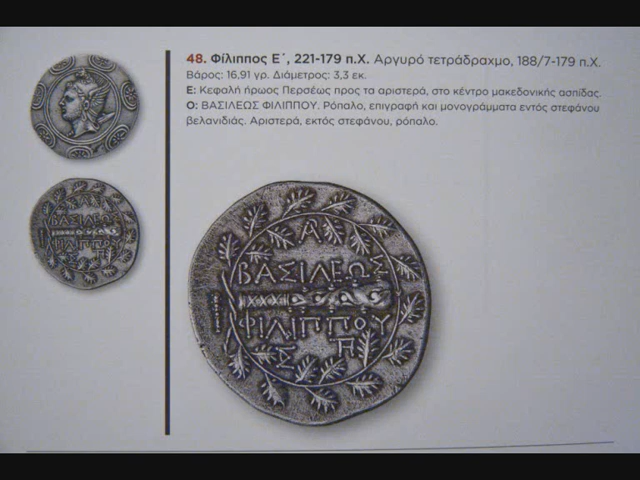 48. Φίλιππος Ε΄, 221-179 π.Χ. Αργυρό τετράδραχμο, 188/7-179 π.Χ.
Βάρος: 16,91 γρ. Διάμετρος: 3,3 εκ.
Ε: Κεφαλή ήρωος Περσέως προς τα αριστερά, στο κέντρο μακεδονικής ασπίδας.
Ο: ΒΑΣΙΛΕΩΣ ΦΙΛΙΠΠΟΥ. Ρόπαλο, επιγραφή και μονογράμματα εντός στεφάνου
βελανιδιάς. Αριστερά, εκτός στεφάνου, ρόπαλο.
ΒΑΣΙΛΕΩΣ
ΦΙΛΙΠΠΟΥ
ΒΑΣΙΛΕΩΣ
ΦΙΛΙΠΠΟΥ